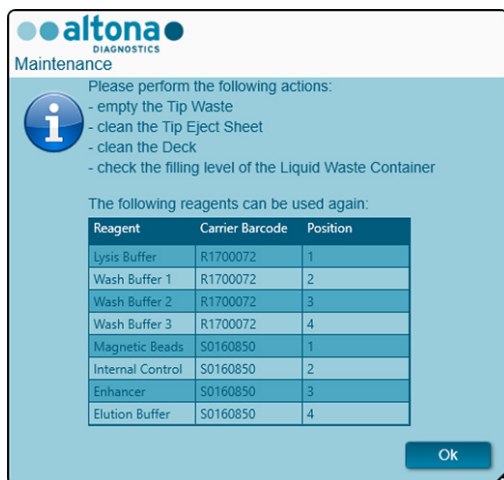 altona
DIAGNOSTICS
Maintenance
Please perform the following actions:
- empty the Tip Waste
- clean the Tip Eject Sheet
- clean the Deck
- check the filling level of the Liquid Waste Container
The following reagents can be used again:
Reagent Carrier Barcode Position
Lysis Buffer R1700072 1
Wash Buffer 1 R1700072 2
Wash Buffer 2 R1700072 3
Wash Buffer 3 R1700072 4
Magnetic Beads S0160850 1
Internal Control S0160850 2
Enhancer S0160850 3
Elution Buffer S0160850 4
Ok